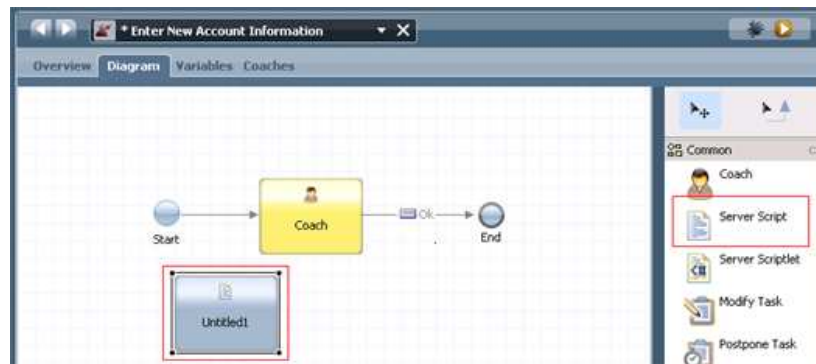 * Enter New Account Information
Overview Diagram Variables Coaches
Common
Coach
Server Script
Server Scriptlet
Modify Task
Postpone Task
Start
Coach
Ok
End
Untitled1